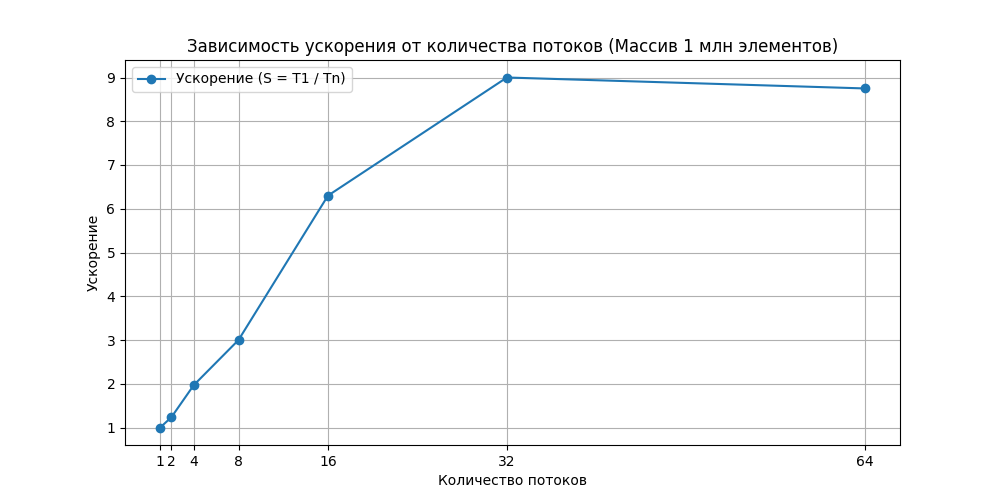 Зависимость ускорения от количества потоков (Массив 1 млн элементов)
Ускорение (S = T1 / Tn)
9
8
7
6
5
4
3
2
1
Ускорение
1 2 4 8 16 32 64
Количество потоков